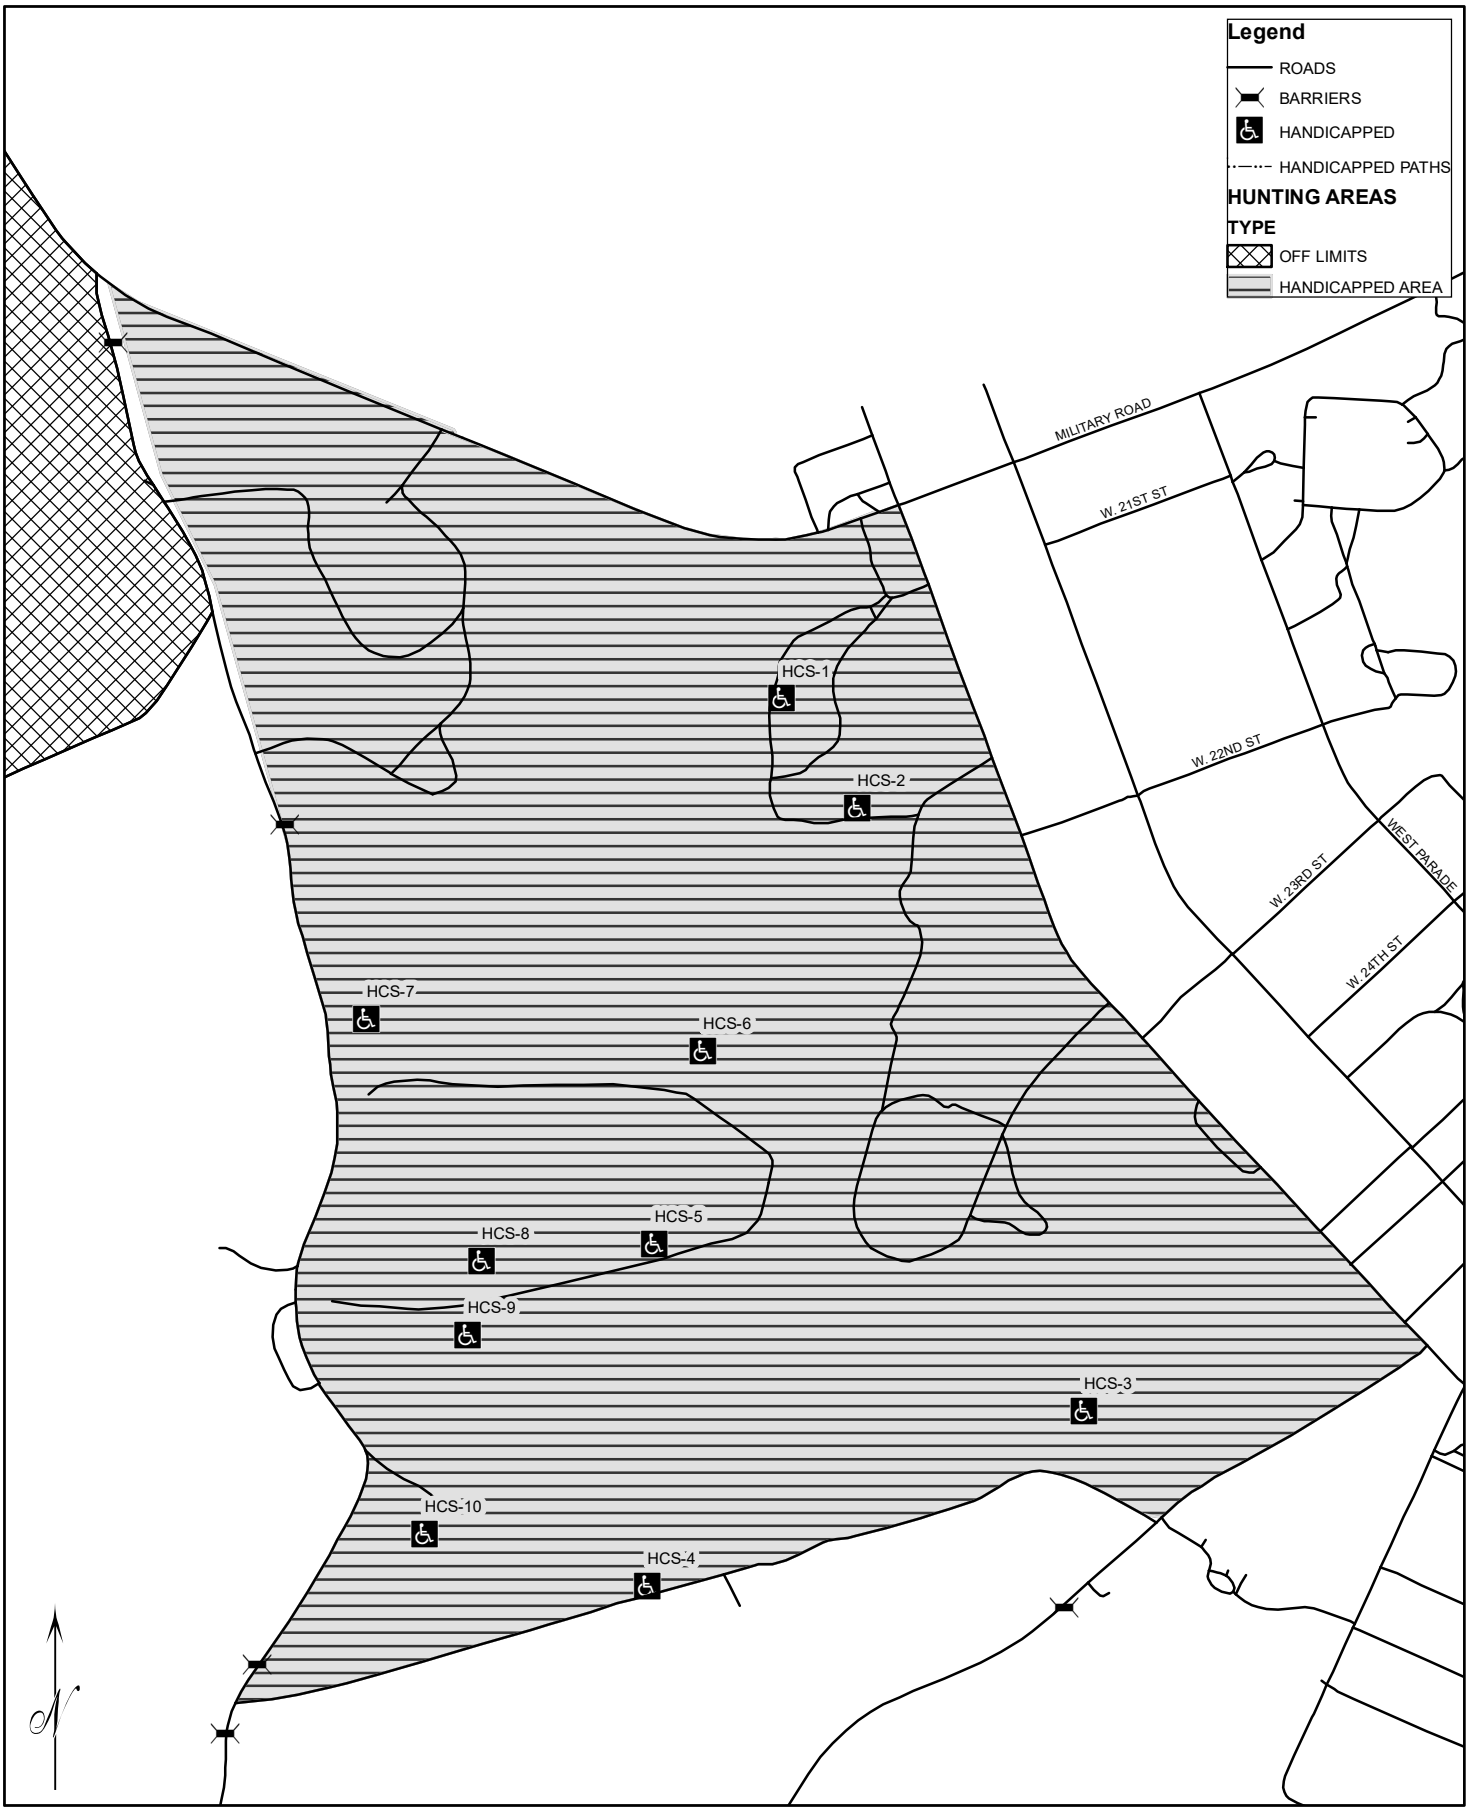 Legend
ROADS
BARRIERS
HANDICAPPED
HANDICAPPED PATHS
HUNTING AREAS
TYPE
OFF LIMITS
HANDICAPPED AREA
MILITARY ROAD
W. 21ST ST
HCS-1
W. 22ND ST
HCS-2
WEST PARADE
W. 23RD ST
W. 24TH ST
HCS-7
HCS-6
HCS-5
HCS-8
HCS-9
HCS-3
HCS-10
HCS-4
N